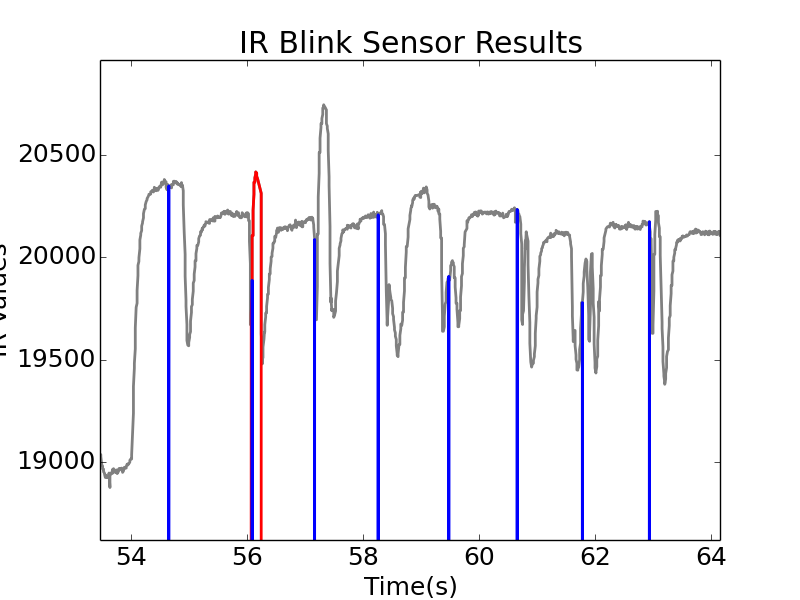 IR Blink Sensor Results
IR Values
20500
20000
19500
19000
54 56 58 60 62 64
Time(s)